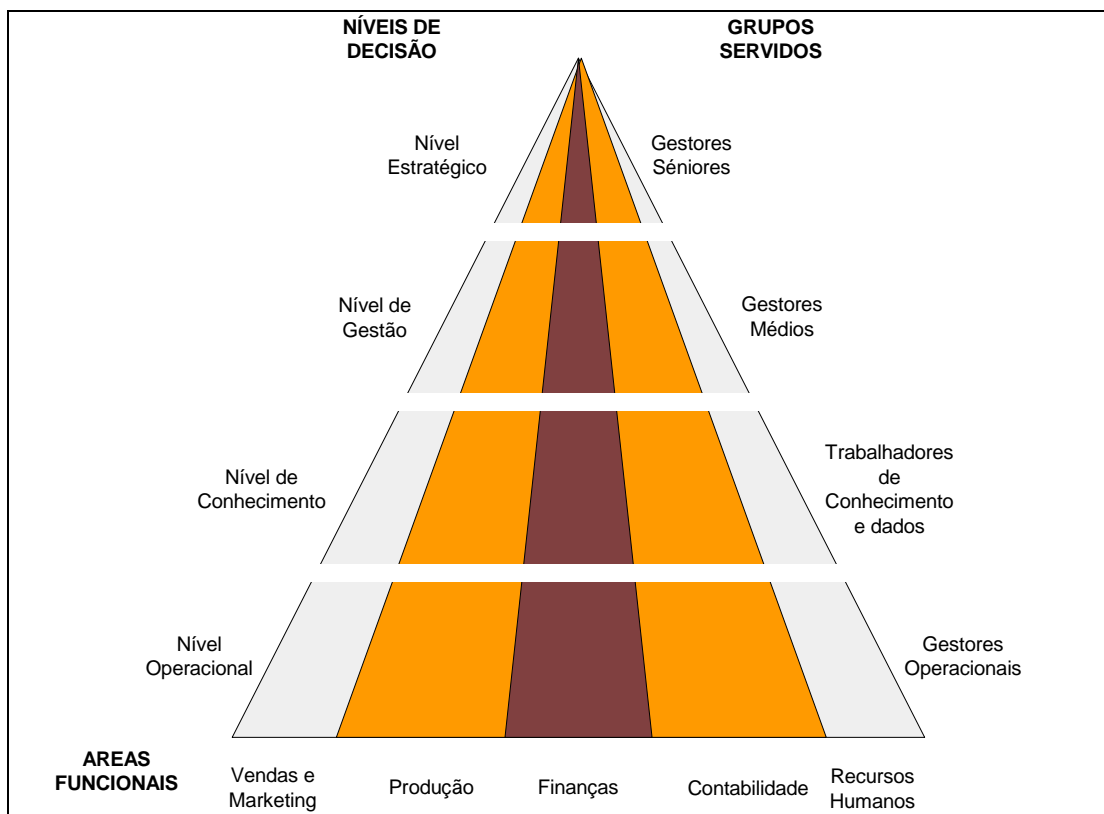 NÍVEIS DE
DECISÃO
GRUPOS
SERVIDOS
Nível
Estratégico
Gestores
Séniores
Nível de
Gestão
Gestores
Médios
Nível de
Conhecimento
Trabalhadores
de
Conhecimento
e dados
Nível
Operacional
Gestores
Operacionais
AREAS
FUNCIONAIS
Vendas e
Marketing
Produção
Finanças
Contabilidade
Recursos
Humanos